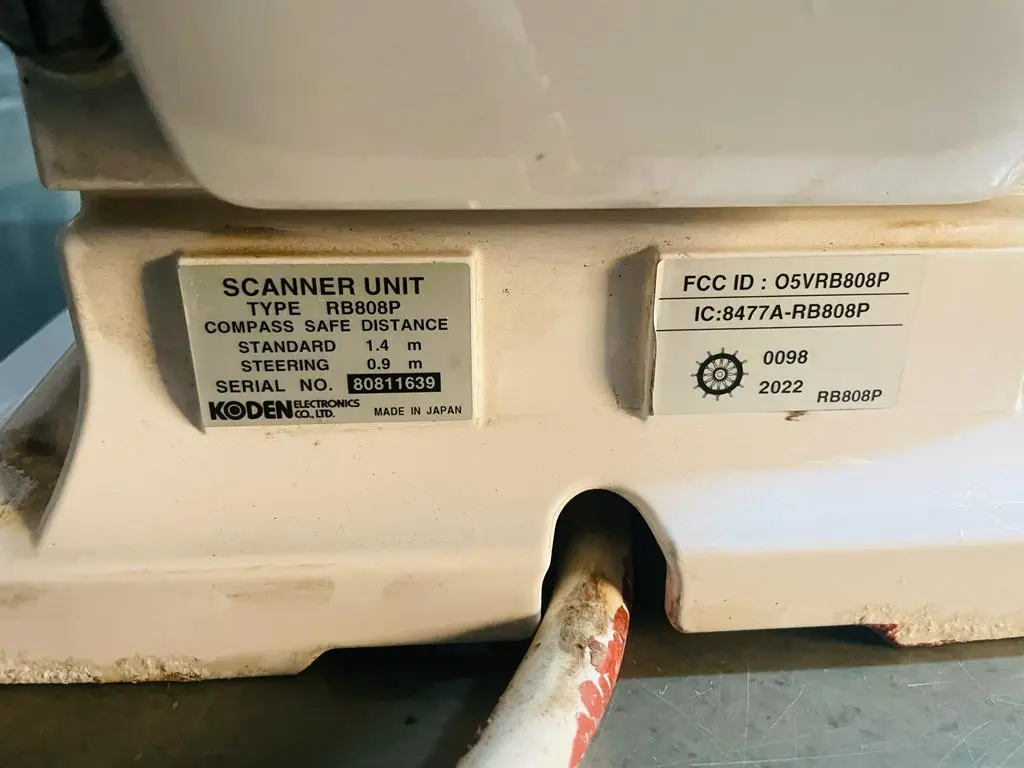 SCANNER UNIT
TYPE RB808P
COMPASS SAFE DISTANCE
STANDARD 1.4 m
STEERING 0.9 m
SERIAL NO. 80811639
KODEN ELECTRONICS CO., LTD. MADE IN JAPAN
FCC ID : O5VRB808P
IC:8477A-RB808P
0098
2022
RB808P